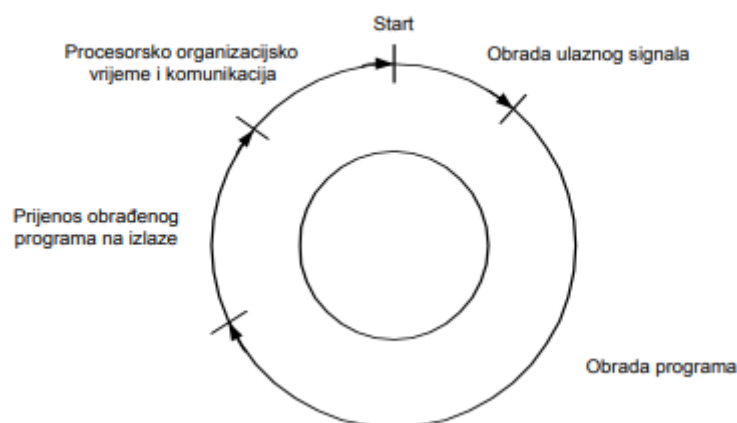 Start
Procesorsko organizacijsko
vrijeme i komunikacija
Obrada ulaznog signala
Prijenos obrađenog
programa na izlaze
Obrada programa